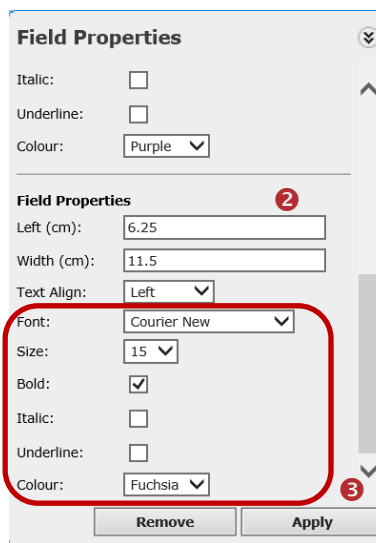 Field Properties
Italic:
Underline:
Colour: Purple
Field Properties 2
Left (cm): 6.25
Width (cm): 11.5
Text Align: Left
Font: Courier New
Size: 15
Bold:
Italic:
Underline:
Colour: Fuchsia 3
Remove Apply